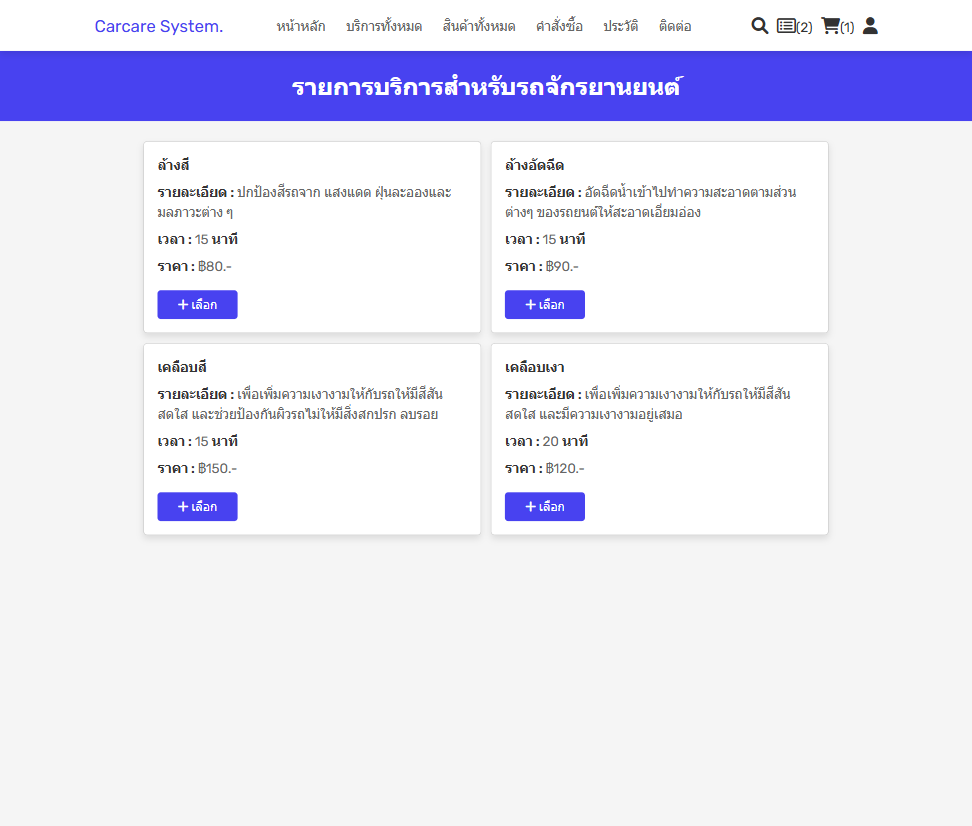 Carcare System. หน้าหลัก บริการทั้งหมด สินค้าทั้งหมด คำสั่งซื้อ ประวัติ ติดต่อ (2) (1)
รายการบริการสำหรับรถจักรยานยนต์
ล้างสี
รายละเอียด : ปกป้องสีรถจาก แสงแดด ฝุ่นละอองและ
มลภาวะต่าง ๆ
เวลา : 15 นาที
ราคา : ฿80.-
+ เลือก
ล้างอัดฉีด
รายละเอียด : อัดฉีดน้ำเข้าไปทำความสะอาดตามส่วน
ต่างๆ ของรถยนต์ให้สะอาดเอี่ยมอ่อง
เวลา : 15 นาที
ราคา : ฿90.-
+ เลือก
เคลือบสี
รายละเอียด : เพื่อเพิ่มความเงางามให้กับรถให้มีสีสัน
สดใส และช่วยป้องกันผิวรถไม่ให้มีสิ่งสกปรก ลบรอย
เวลา : 15 นาที
ราคา : ฿150.-
+ เลือก
เคลือบเงา
รายละเอียด : เพื่อเพิ่มความเงางามให้กับรถให้มีสีสัน
สดใส และมีความเงางามอยู่เสมอ
เวลา : 20 นาที
ราคา : ฿120.-
+ เลือก